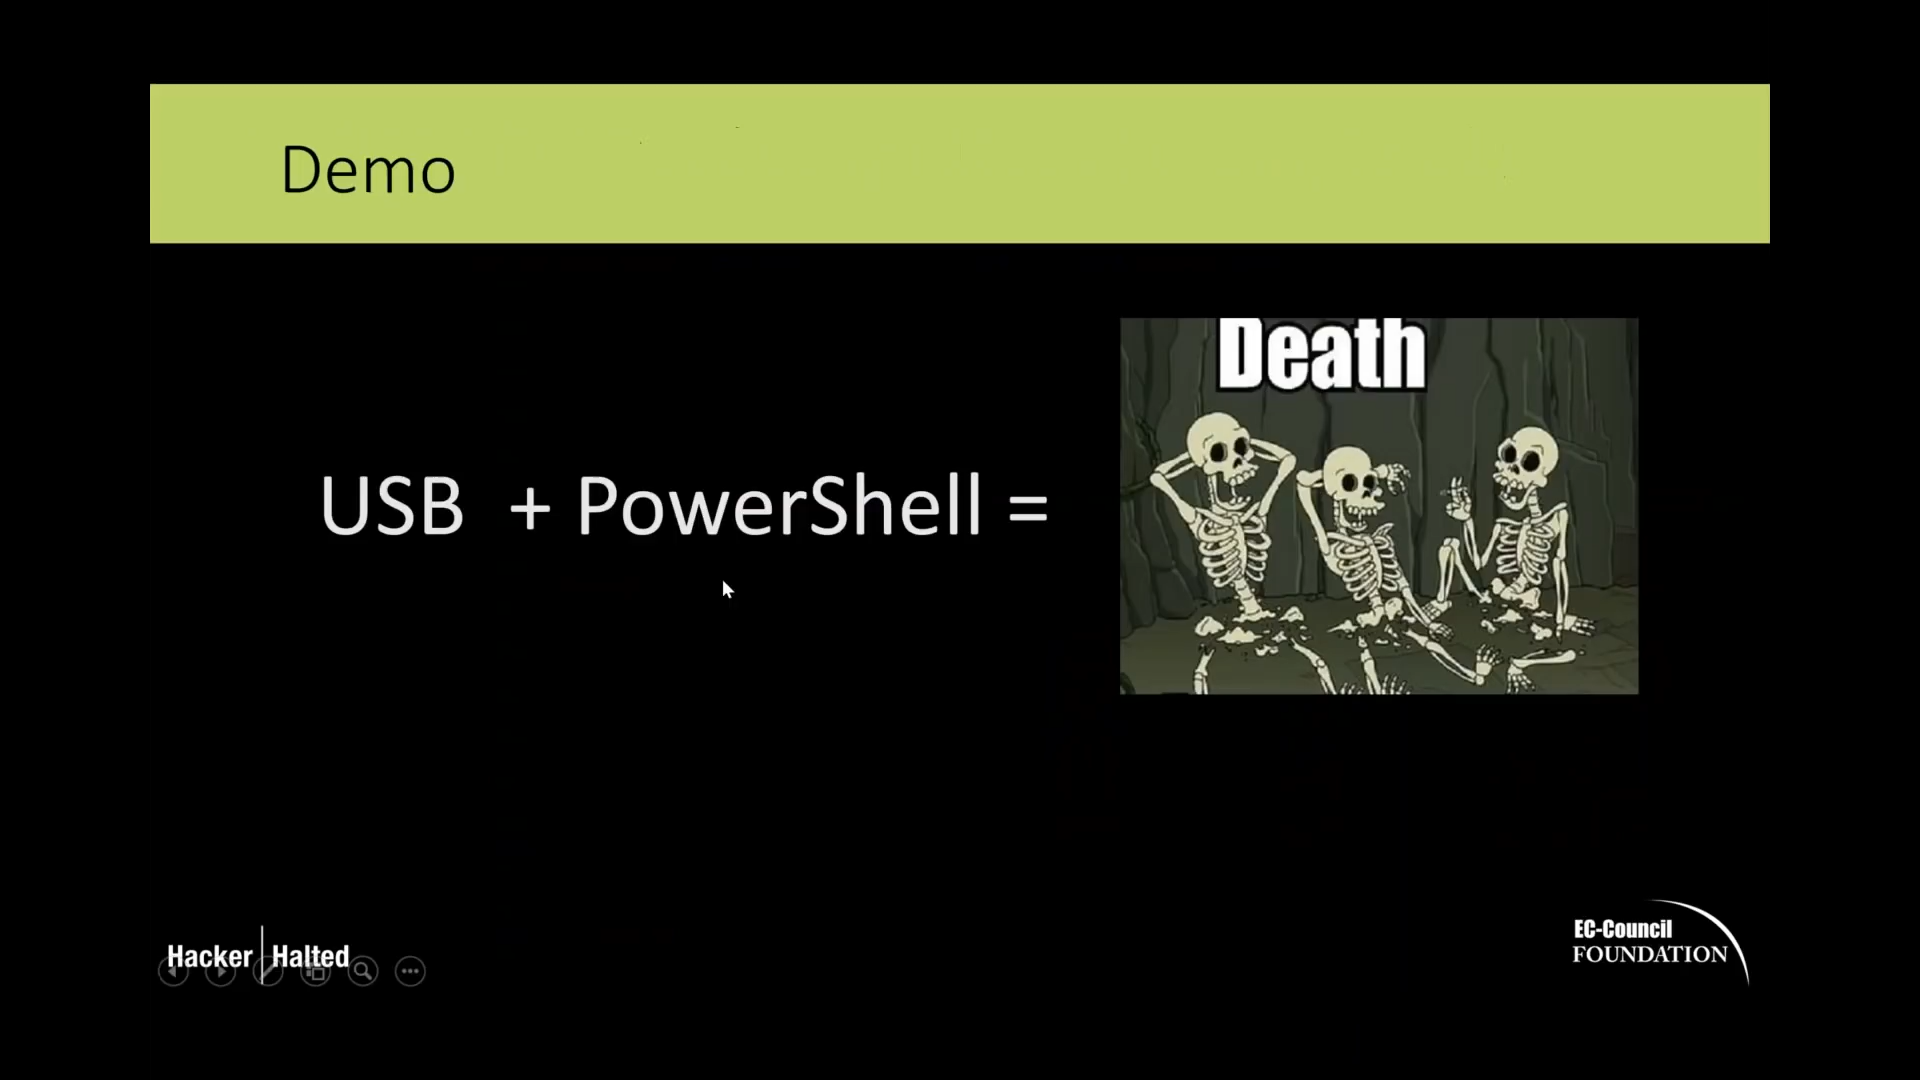 Demo
Death
USB + PowerShell =
Hacker Halted
EC-Council
FOUNDATION